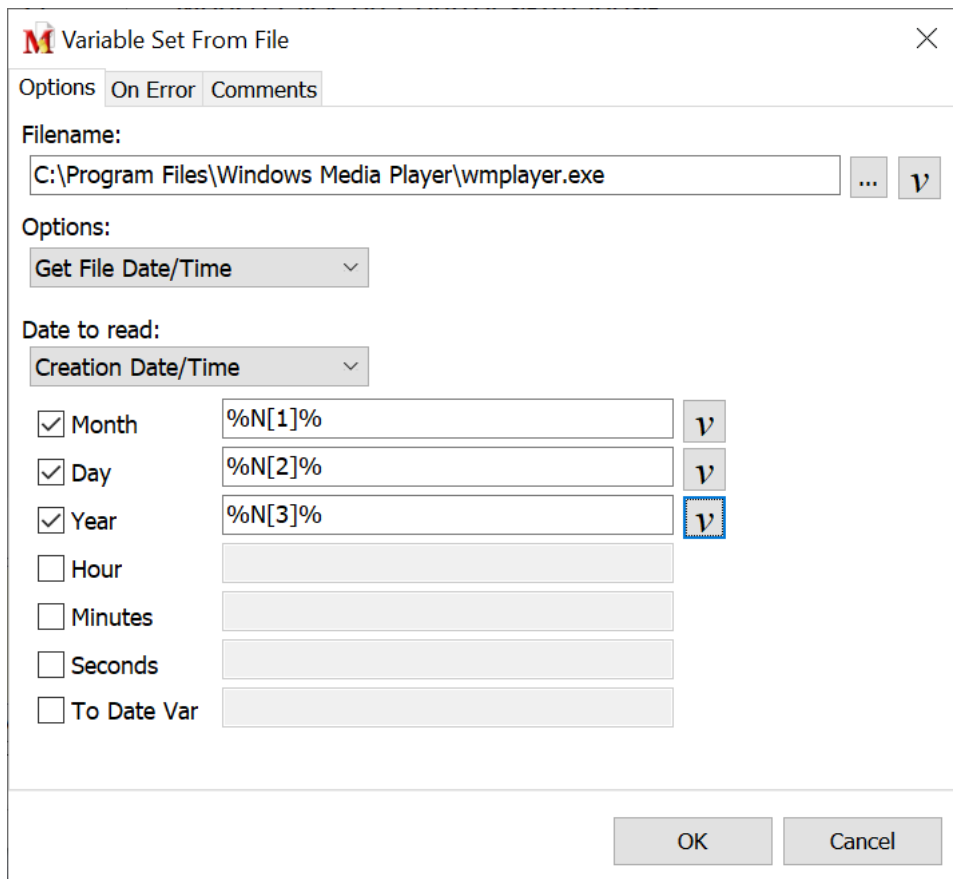 Variable Set From File
Options On Error Comments
Filename:
C:\Program Files\Windows Media Player\wmplayer.exe ... v
Options:
Get File Date/Time
Date to read:
Creation Date/Time
Month %N[1]% v
Day %N[2]% v
Year %N[3]% v
Hour
Minutes
Seconds
To Date Var
OK Cancel